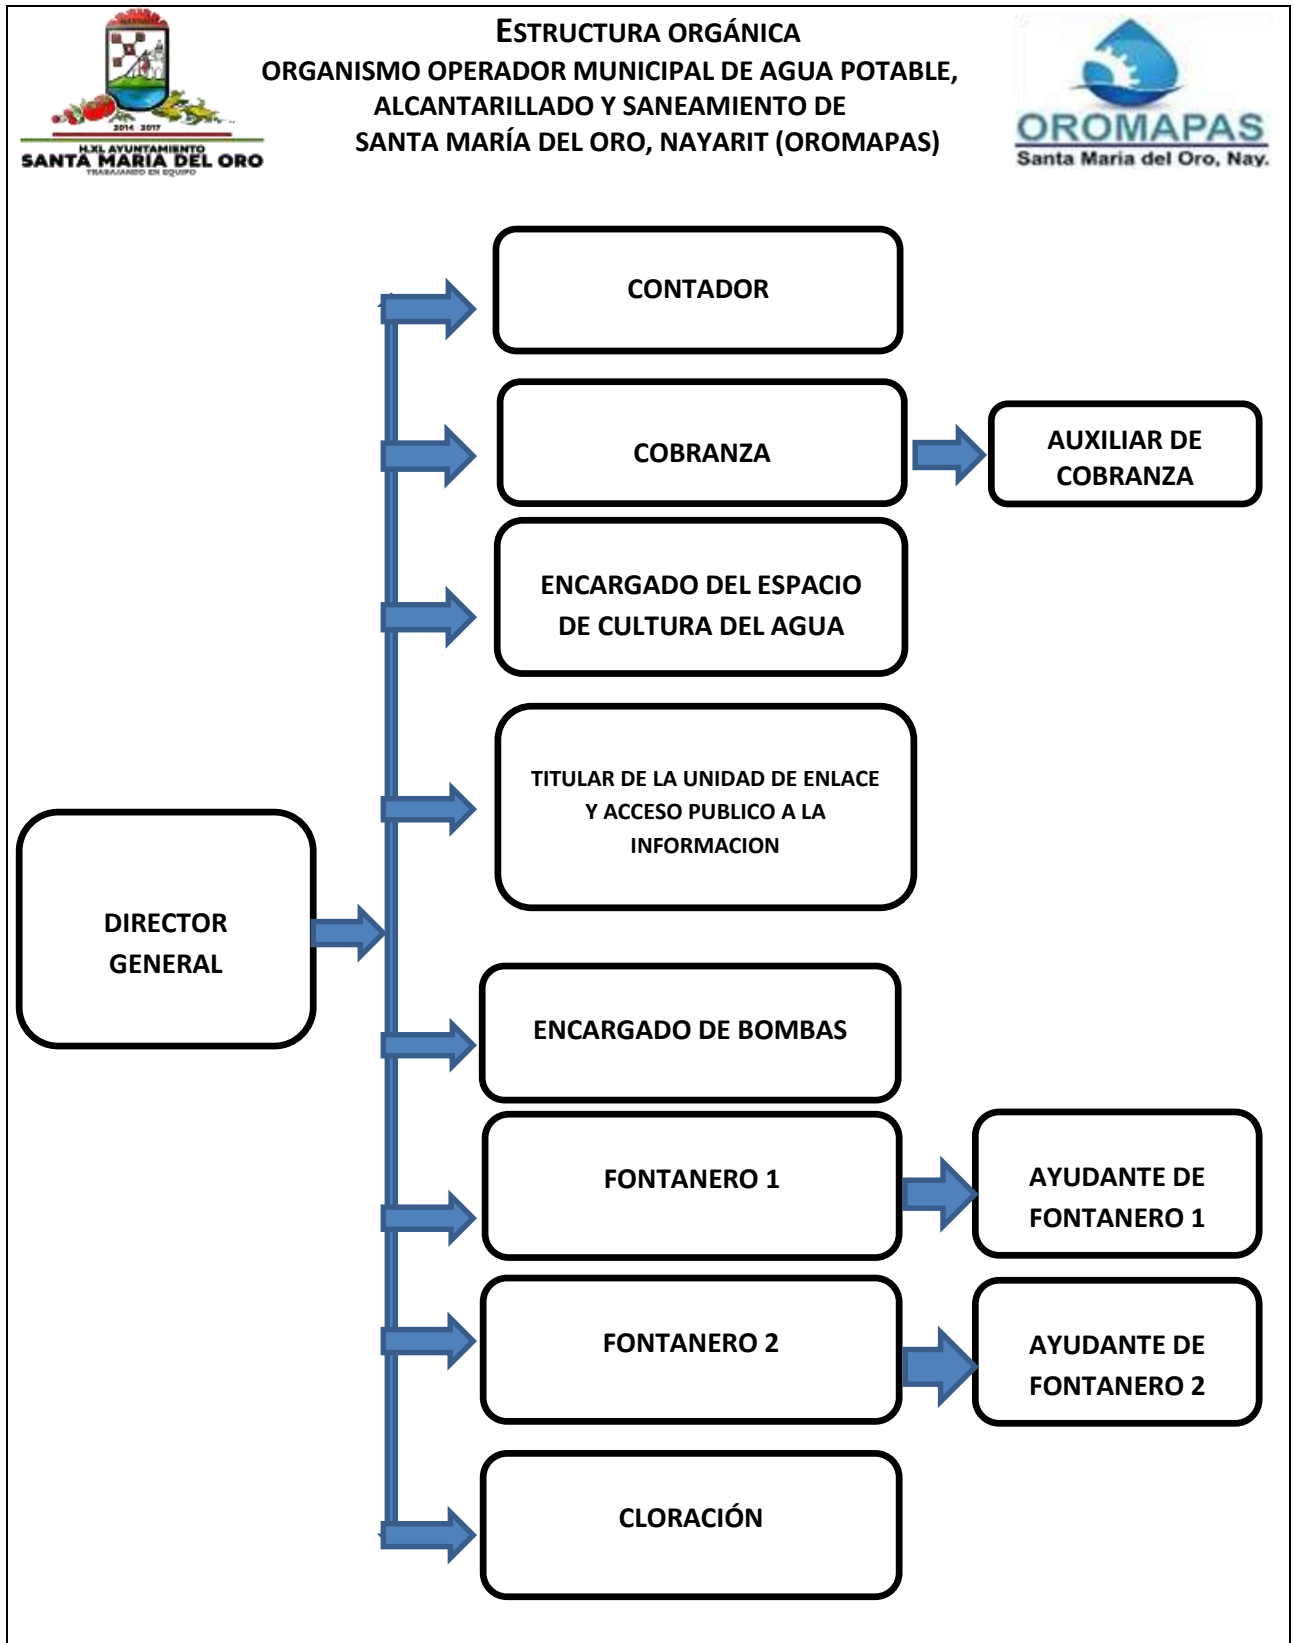 ESTRUCTURA ORGÁNICA
ORGANISMO OPERADOR MUNICIPAL DE AGUA POTABLE,
ALCANTARILLADO Y SANEAMIENTO DE
SANTA MARÍA DEL ORO, NAYARIT (OROMAPAS)
2014 - 2017
H.XL AYUNTAMIENTO
SANTA MARIA DEL ORO
TRABAJANDO EN EQUIPO
OROMAPAS
Santa Maria del Oro, Nay.
CONTADOR
COBRANZA
AUXILIAR DE
COBRANZA
ENCARGADO DEL ESPACIO
DE CULTURA DEL AGUA
TITULAR DE LA UNIDAD DE ENLACE
Y ACCESO PUBLICO A LA
INFORMACION
DIRECTOR
GENERAL
ENCARGADO DE BOMBAS
FONTANERO 1
AYUDANTE DE
FONTANERO 1
FONTANERO 2
AYUDANTE DE
FONTANERO 2
CLORACIÓN